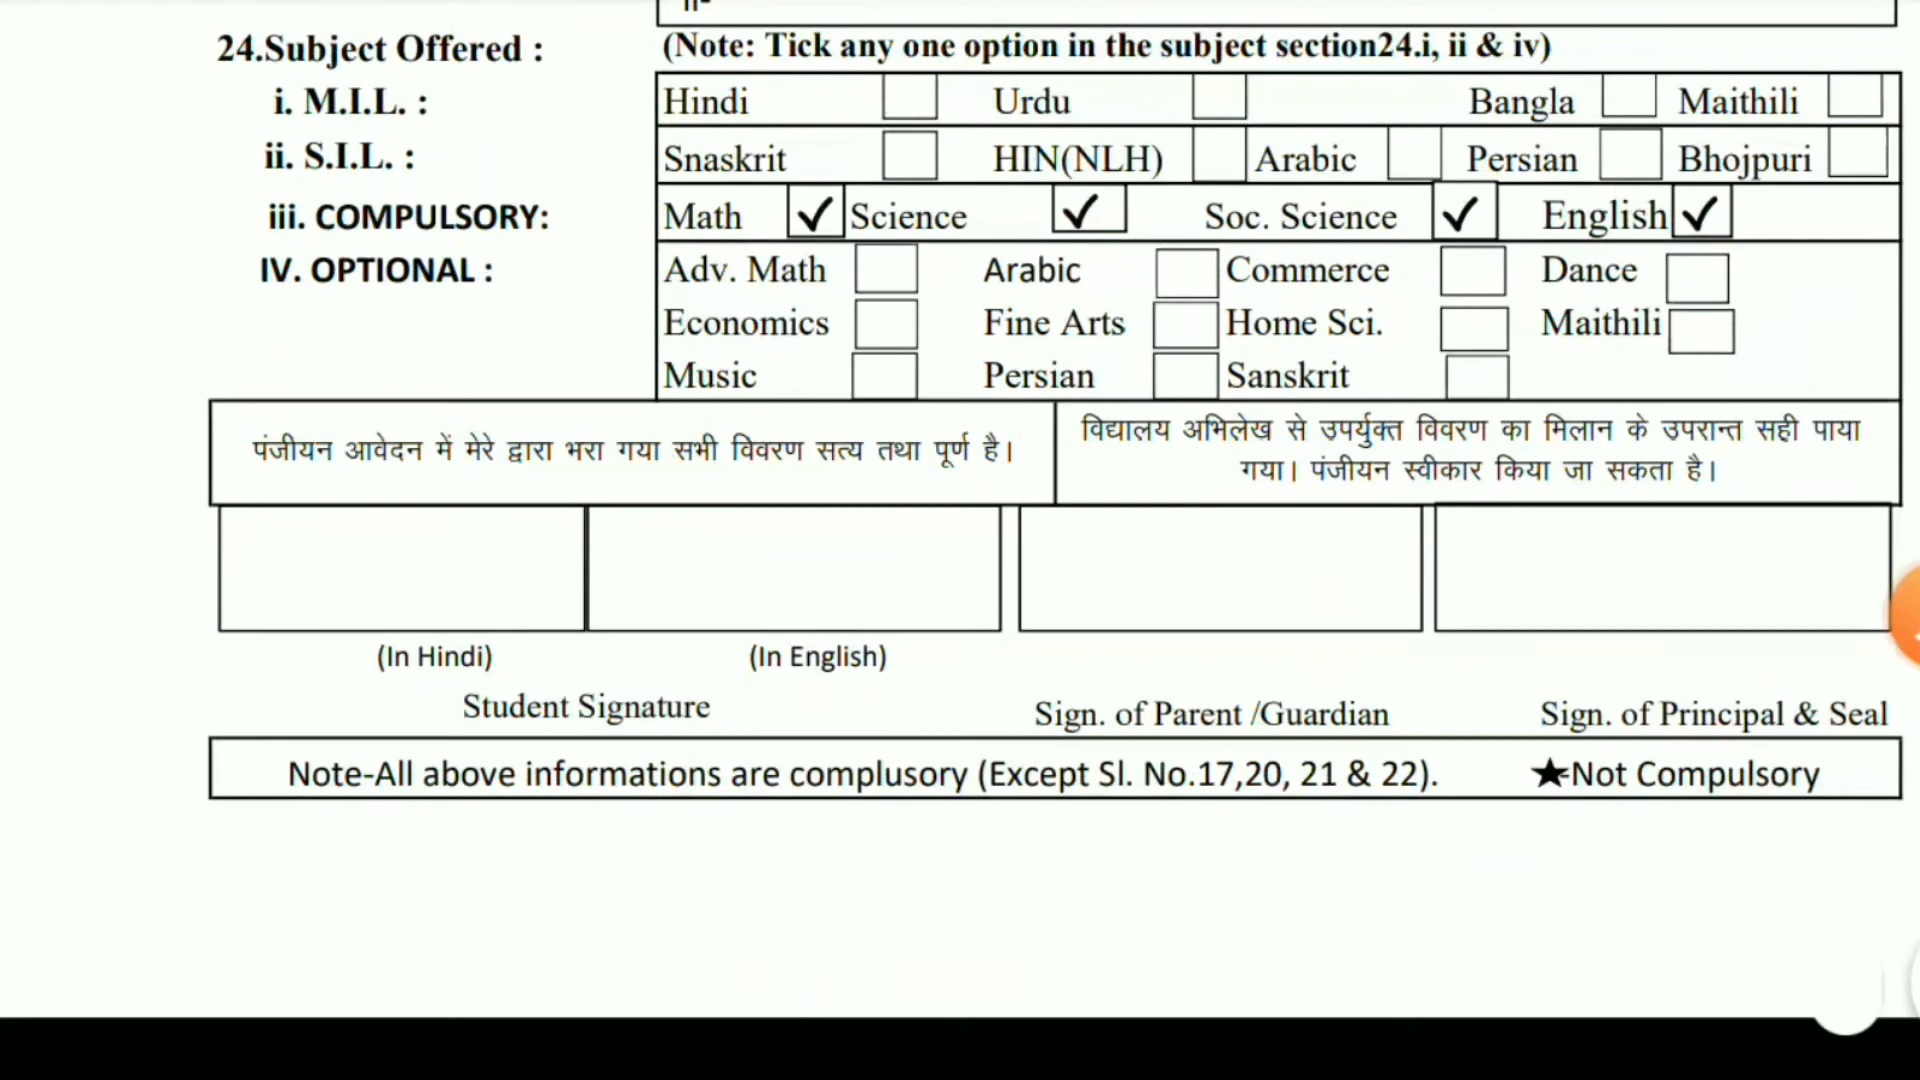 24.Subject Offered : (Note: Tick any one option in the subject section24.i, ii & iv)
i. M.I.L. : Hindi Urdu Bangla Maithili
ii. S.I.L. : Snaskrit HIN(NLH) Arabic Persian Bhojpuri
iii. COMPULSORY: Math ✓ Science ✓ Soc. Science ✓ English ✓
IV. OPTIONAL : Adv. Math Arabic Commerce Dance
Economics Fine Arts Home Sci. Maithili
Music Persian Sanskrit
पंजीयन आवेदन में मेरे द्वारा भरा गया सभी विवरण सत्य तथा पूर्ण है।
विद्यालय अभिलेख से उपर्युक्त विवरण का मिलान के उपरान्त सही पाया
गया। पंजीयन स्वीकार किया जा सकता है।
(In Hindi) (In English)
Student Signature Sign. of Parent /Guardian Sign. of Principal & Seal
Note-All above informations are complusory (Except Sl. No.17,20, 21 & 22). ★-Not Compulsory